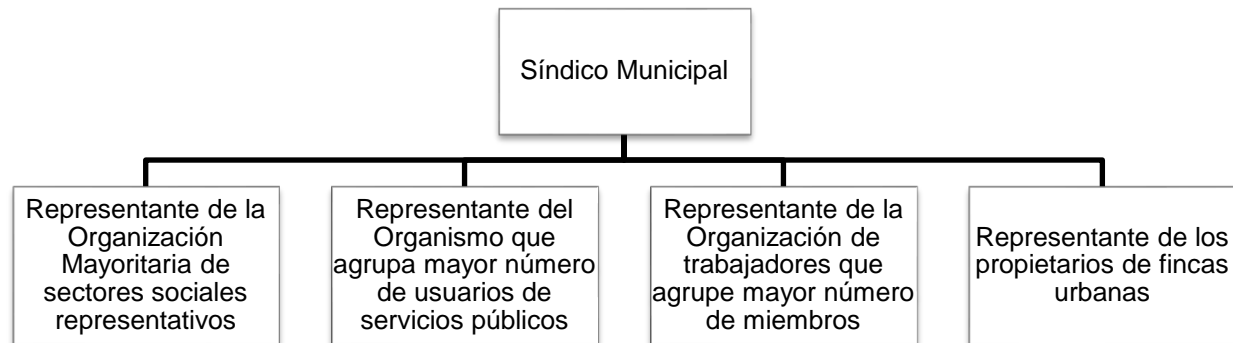 Síndico Municipal
Representante de la
Organización
Mayoritaria de
sectores sociales
representativos
Representante del
Organismo que
agrupa mayor número
de usuarios de
servicios públicos
Representante de la
Organización de
trabajadores que
agrupe mayor número
de miembros
Representante de los
propietarios de fincas
urbanas